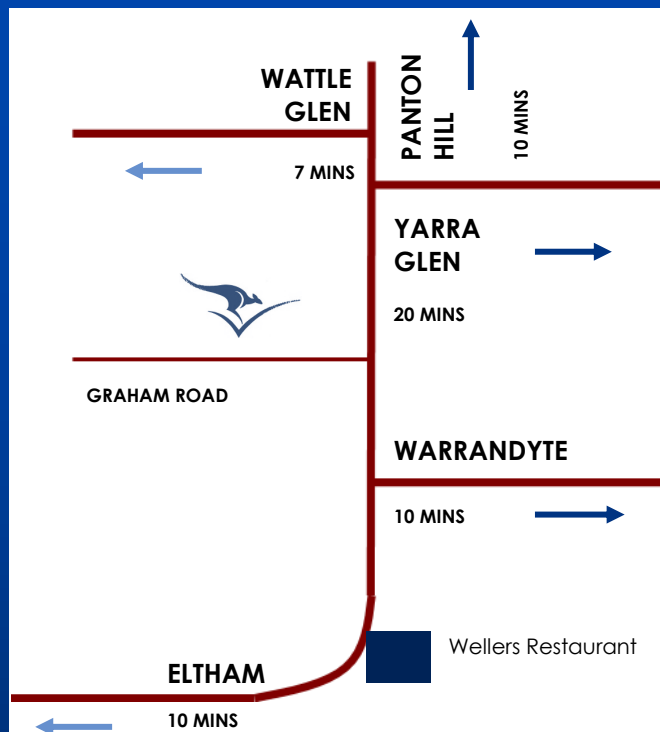 WATTLE
GLEN
7 MINS
PANTON
HILL
10 MINS
YARRA
GLEN
20 MINS
GRAHAM ROAD
WARRANDYTE
10 MINS
Wellers Restaurant
ELTHAM
10 MINS